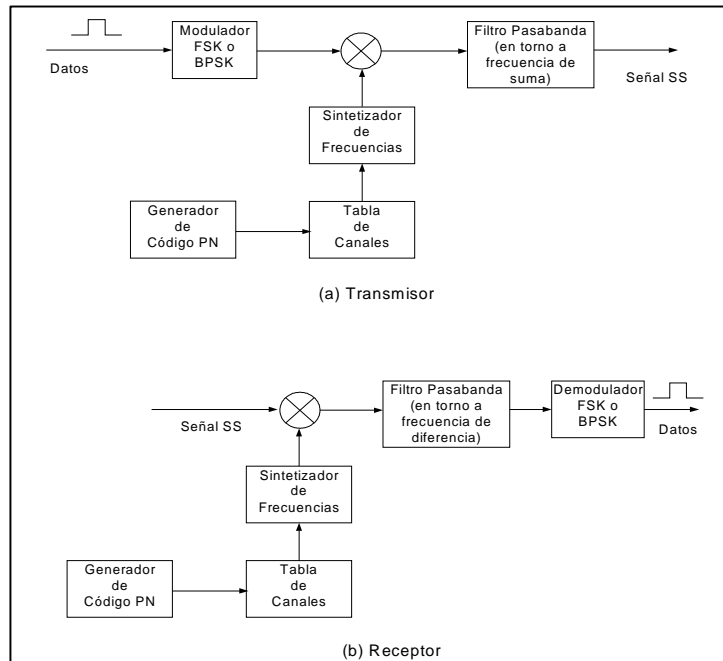 Modulador
FSK o
BPSK
Filtro Pasabanda
(en torno a
frecuencia de
suma)
Datos
Señal SS
Sintetizador
de
Frecuencias
Generador
de
Código PN
Tabla
de
Canales
(a) Transmisor
Filtro Pasabanda
(en torno a
frecuencia de
diferencia)
Demodulador
FSK o
BPSK
Señal SS
Datos
Sintetizador
de
Frecuencias
Generador
de
Código PN
Tabla
de
Canales
(b) Receptor